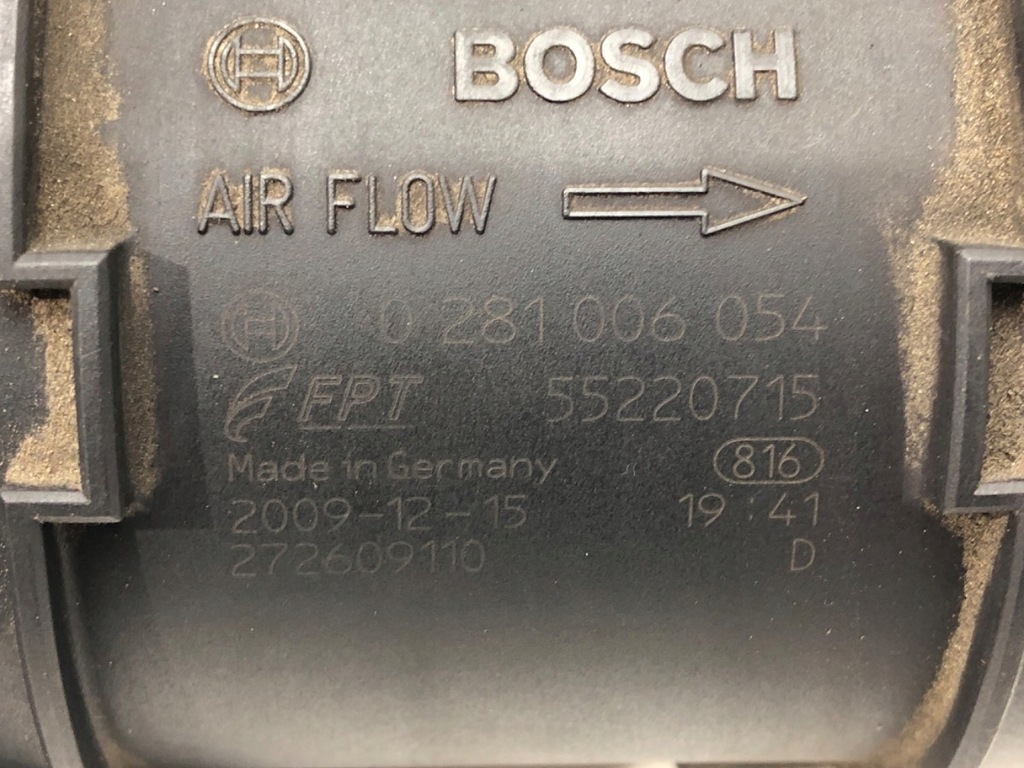 BOSCH
AIR FLOW
0 281 006 054
FPT 55220715
Made in Germany 816
2009-12-15 19:41
272609110 D